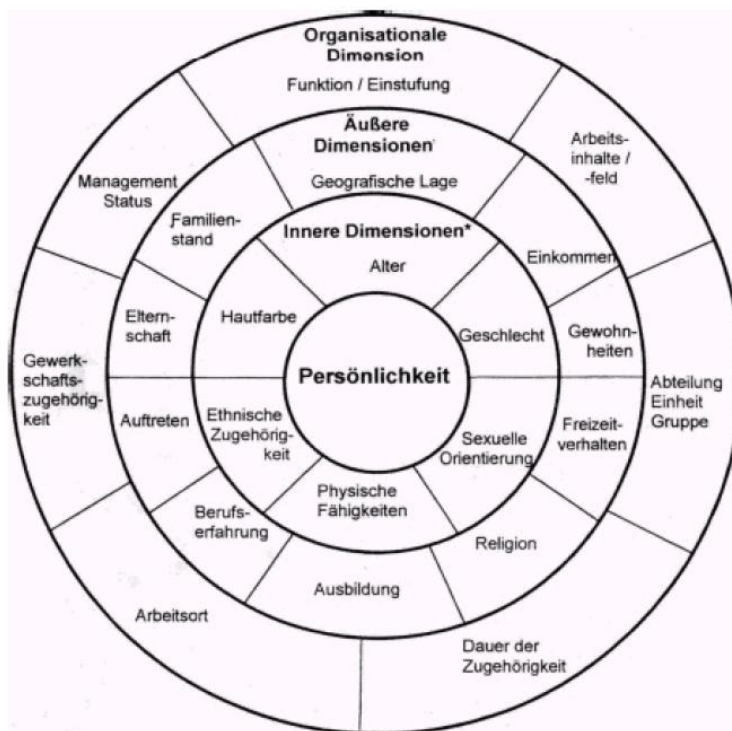 Organisationale
Dimension
Funktion / Einstufung
Arbeits-
inhalte /
-feld
Abteilung
Einheit
Gruppe
Dauer der
Zugehörigkeit
Arbeitsort
Gewerk-
schafts-
zugehörig-
keit
Management
Status
Äußere
Dimensionen
Geografische Lage
Einkommen
Gewohn-
heiten
Freizeit-
verhalten
Religion
Ausbildung
Berufs-
erfahrung
Auftreten
Eltern-
schaft
Familien-
stand
Innere Dimensionen*
Alter
Geschlecht
Sexuelle
Orientierung
Physische
Fähigkeiten
Ethnische
Zugehörig-
keit
Hautfarbe
Persönlichkeit